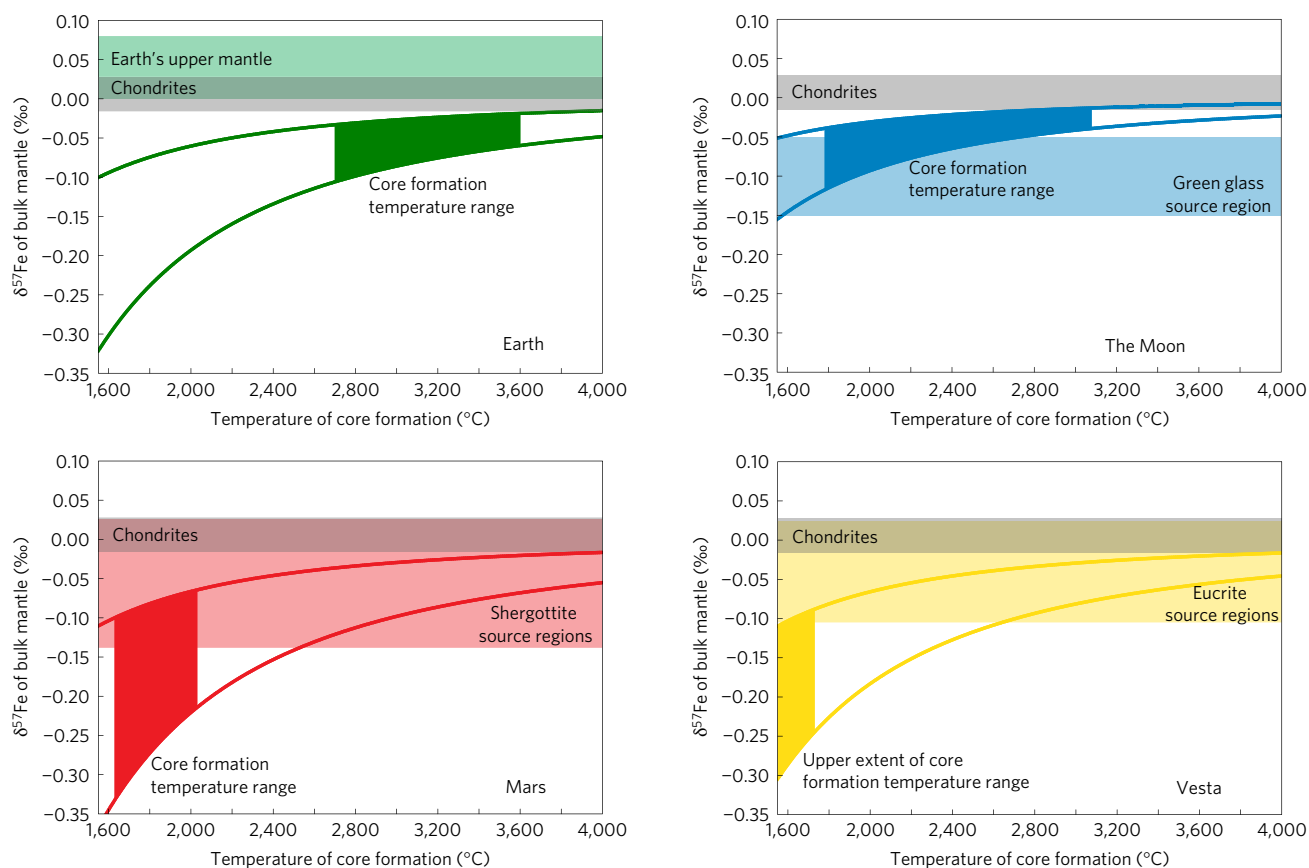 0.10
0.05
0.00
−0.05
−0.10
−0.15
−0.20
−0.25
−0.30
−0.35
δ⁵⁷Fe of bulk mantle (‰)
Earth's upper mantle
Chondrites
Core formation
temperature range
Earth
1,600 2,000 2,400 2,800 3,200 3,600 4,000
Temperature of core formation (°C)
0.10
0.05
0.00
−0.05
−0.10
−0.15
−0.20
−0.25
−0.30
−0.35
δ⁵⁷Fe of bulk mantle (‰)
Chondrites
Core formation
temperature range
Green glass
source region
The Moon
1,600 2,000 2,400 2,800 3,200 3,600 4,000
Temperature of core formation (°C)
0.10
0.05
0.00
−0.05
−0.10
−0.15
−0.20
−0.25
−0.30
−0.35
δ⁵⁷Fe of bulk mantle (‰)
Chondrites
Shergottite
source regions
Core formation
temperature range
Mars
1,600 2,000 2,400 2,800 3,200 3,600 4,000
Temperature of core formation (°C)
0.10
0.05
0.00
−0.05
−0.10
−0.15
−0.20
−0.25
−0.30
−0.35
δ⁵⁷Fe of bulk mantle (‰)
Chondrites
Eucrite
source regions
Upper extent of core
formation temperature range
Vesta
1,600 2,000 2,400 2,800 3,200 3,600 4,000
Temperature of core formation (°C)